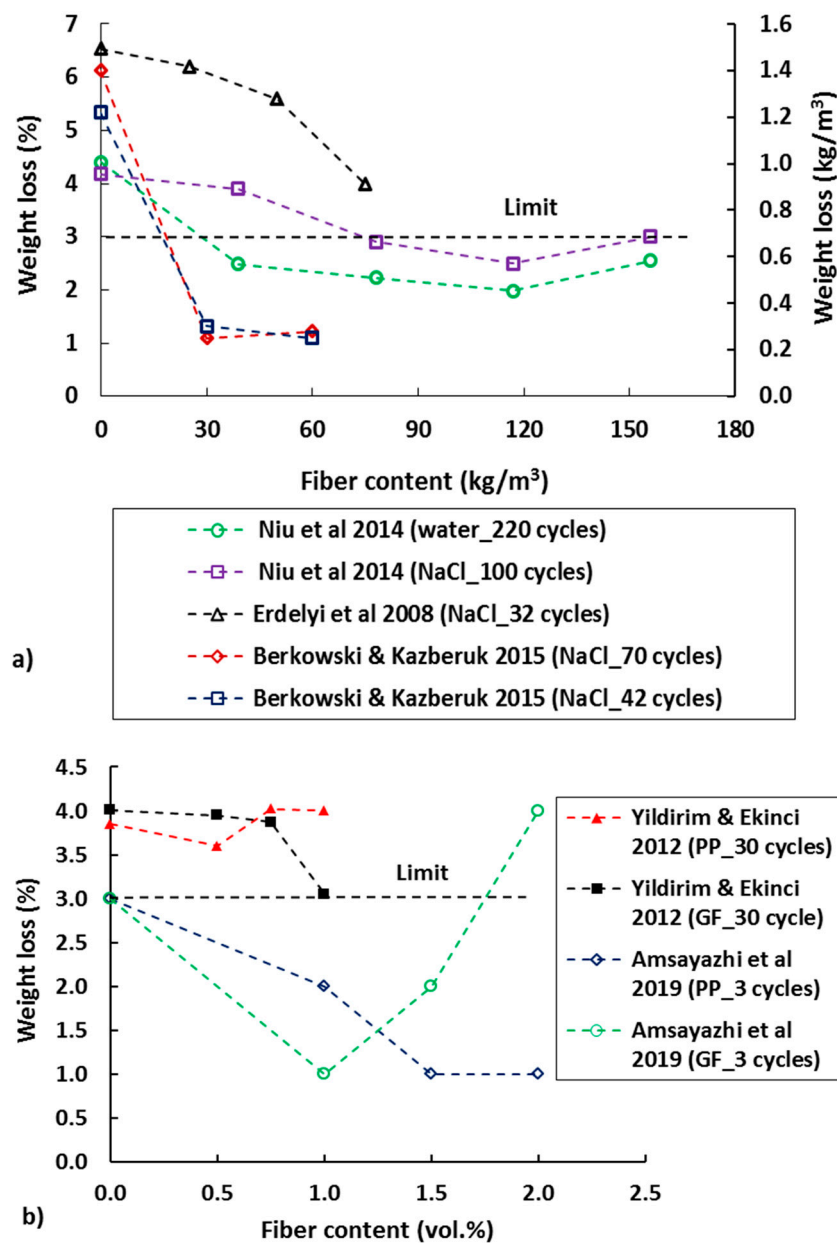 7
6
5
4
3
2
1
0
Weight loss (%)
1.6
1.4
1.2
1.0
0.8
0.6
0.4
0.2
0.0
Weight loss (kg/m³)
Limit
0 30 60 90 120 150 180
Fiber content (kg/m³)
Niu et al 2014 (water_220 cycles)
Niu et al 2014 (NaCl_100 cycles)
Erdelyi et al 2008 (NaCl_32 cycles)
Berkowski & Kazberuk 2015 (NaCl_70 cycles)
Berkowski & Kazberuk 2015 (NaCl_42 cycles)
a)
4.5
4.0
3.5
3.0
2.5
2.0
1.5
1.0
0.5
0.0
Weight loss (%)
Limit
0.0 0.5 1.0 1.5 2.0 2.5
Fiber content (vol.%)
Yildirim & Ekinci
2012 (PP_30 cycles)
Yildirim & Ekinci
2012 (GF_30 cycle)
Amsayazhi et al
2019 (PP_3 cycles)
Amsayazhi et al
2019 (GF_3 cycles)
b)